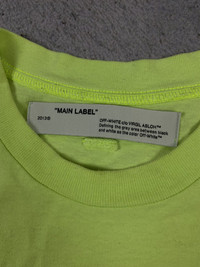 "MAIN LABEL"
2013®
OFF-WHITE c/o VIRGIL ABLOH™
Defining the grey area between black
and white as the color Off-White™